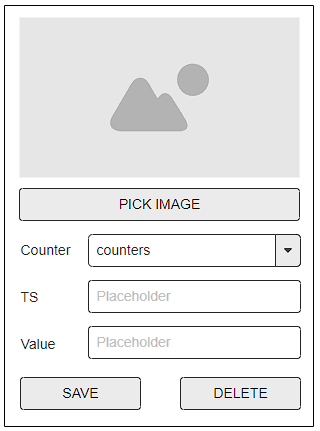 PICK IMAGE
Counter counters
TS Placeholder
Value Placeholder
SAVE DELETE